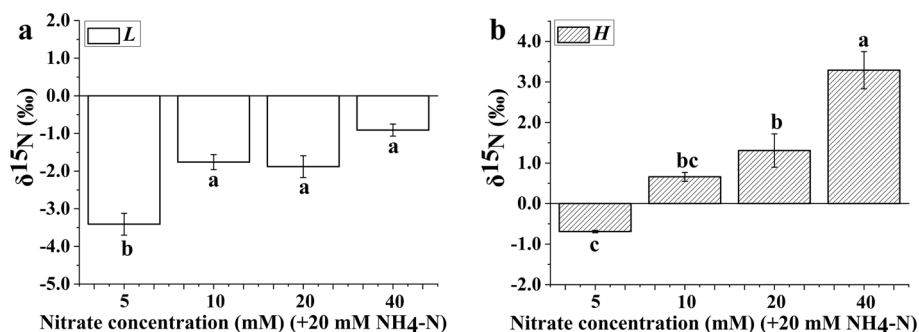 a
L
2.0
1.0
0.0
-1.0
-2.0
-3.0
-4.0
-5.0
δ15N (‰)
b
a
a
a
5 10 20 40
Nitrate concentration (mM) (+20 mM NH4-N)
b
H
4.0
3.0
2.0
1.0
0.0
-1.0
-2.0
δ15N (‰)
c
bc
b
a
5 10 20 40
Nitrate concentration (mM) (+20 mM NH4-N)